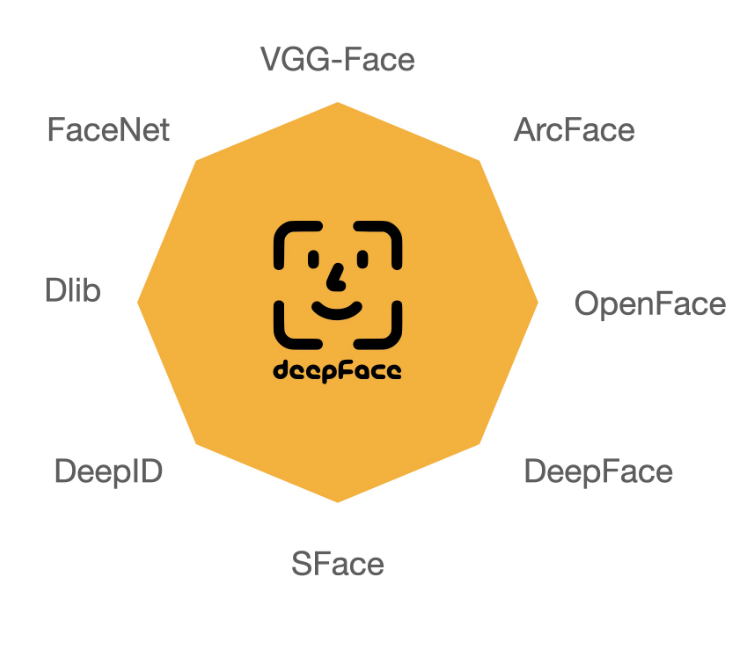 VGG-Face
FaceNet
ArcFace
Dlib
OpenFace
deepFace
DeepID
DeepFace
SFace